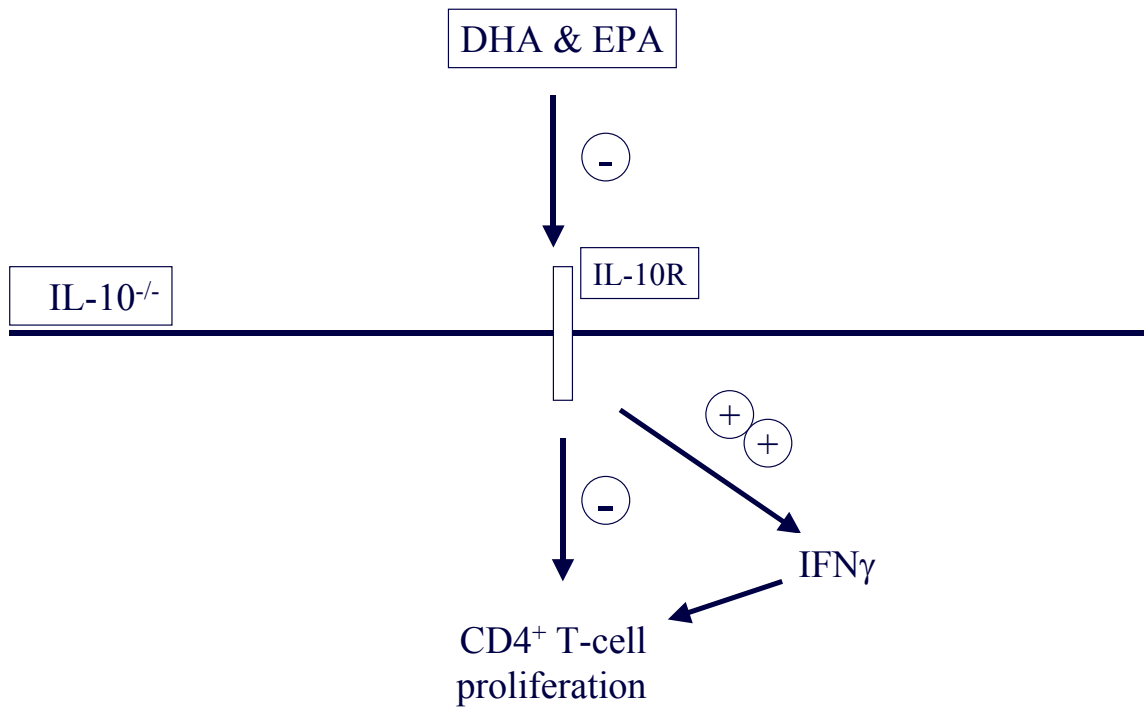 DHA & EPA
-
IL-10R
IL-10-/-
+
+
-
IFNγ
CD4+ T-cell
proliferation